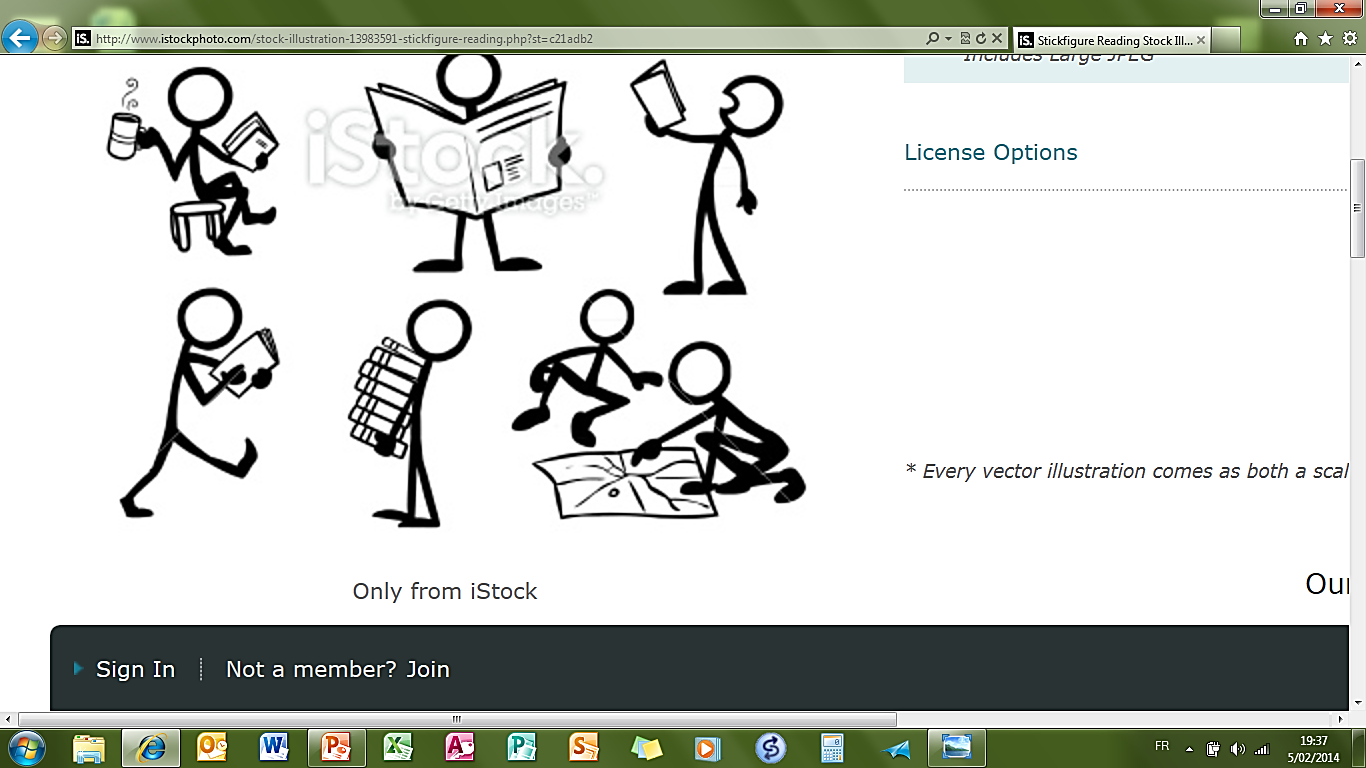 http://www.istockphoto.com/stock-illustration-13983591-stickfigure-reading.php?st=c21adb2
iS. Stickfigure Reading Stock Ill...
Includes Large JPEG
iStock.
by Getty Images™
License Options
* Every vector illustration comes as both a scal
Our
Only from iStock
Sign In
Not a member? Join
FR
19:37
5/02/2014